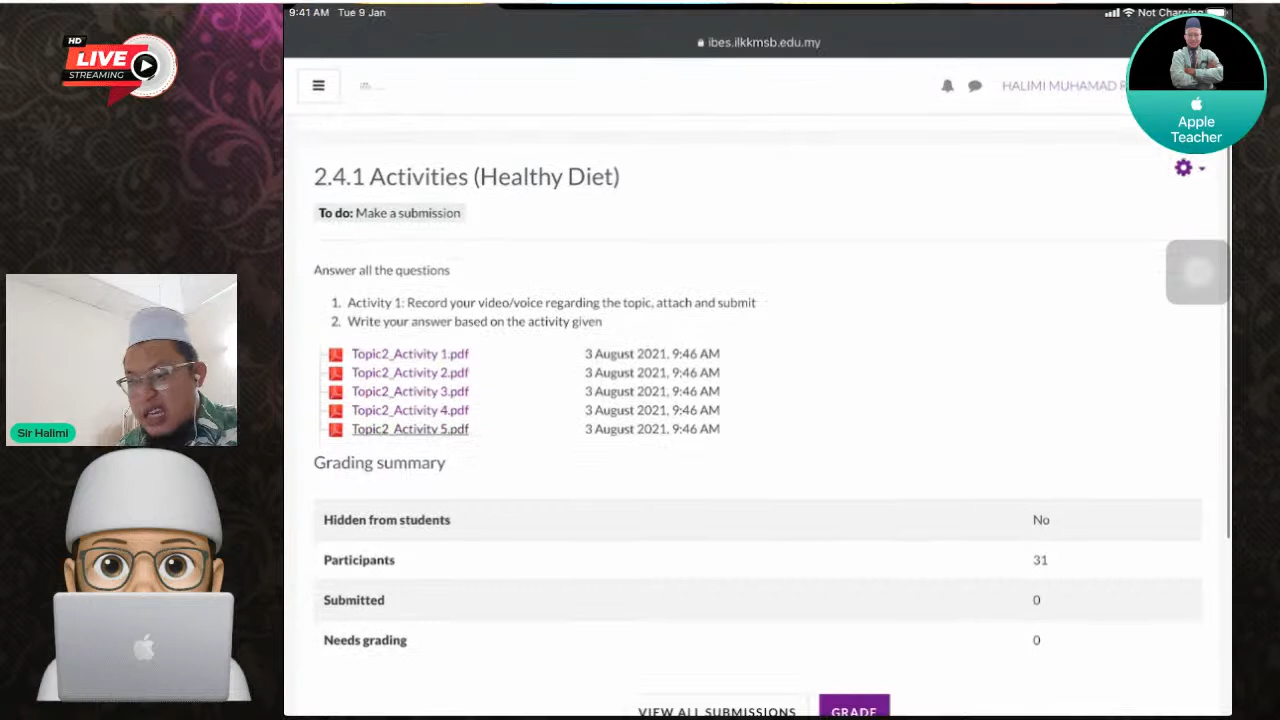 9:41 AM Tue 9 Jan
Not Charging
HD
LIVE
STREAMING
ibes.ilkkmsb.edu.my
HALIMI MUHAMAD
Apple
Teacher
2.4.1 Activities (Healthy Diet)
To do: Make a submission
Answer all the questions
1. Activity 1: Record your video/voice regarding the topic, attach and submit
2. Write your answer based on the activity given
Topic2_Activity 1.pdf 3 August 2021, 9:46 AM
Topic2_Activity 2.pdf 3 August 2021, 9:46 AM
Topic2_Activity 3.pdf 3 August 2021, 9:46 AM
Topic2_Activity 4.pdf 3 August 2021, 9:46 AM
Topic2_Activity 5.pdf 3 August 2021, 9:46 AM
Sir Halimi
Grading summary
Hidden from students No
Participants 31
Submitted 0
Needs grading 0
VIEW ALL SUBMISSIONS GRADE